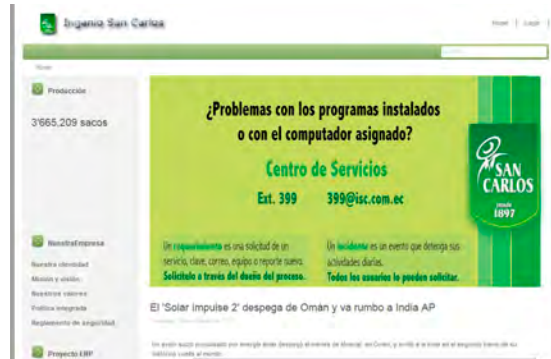 Ingenio San Carlos
Home | Login |
Home
Producción
3'665,209 sacos
¿Problemas con los programas instalados
o con el computador asignado?
Centro de Servicios
Ext. 399 399@isc.com.ec
SAN
CARLOS
desde
1897
Un requerimiento es una solicitud de un
servicio, clave, correo, equipo o reporte nuevo.
Solicítelo a través del dueño del proceso.
Un incidente es un evento que detenga sus
actividades diarias.
Todos los usuarios lo pueden solicitar.
NuestraEmpresa
Nuestra identidad
Misión y visión
Nuestros valores
Política integrada
Reglamento de seguridad
Proyecto ERP
El 'Solar Impulse 2' despega de Omán y va rumbo a India AP